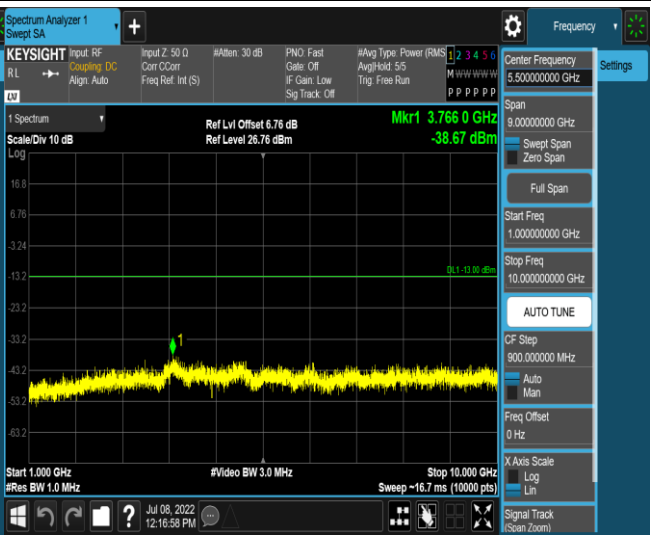 Spectrum Analyzer 1
Swept SA
+
Frequency
KEYSIGHT
RL
LXI
Input: RF
Coupling: DC
Align: Auto
Input Z: 50 Ω
Corr CCorr
Freq Ref: Int (S)
#Atten: 30 dB
PNO: Fast
Gate: Off
IF Gain: Low
Sig Track: Off
#Avg Type: Power (RMS
Avg|Hold: 5/5
Trig: Free Run
1 2 3 4 5 6
M W W W W W
P P P P P P
1 Spectrum
Scale/Div 10 dB
Log
Ref Lvl Offset 6.76 dB
Ref Level 26.76 dBm
Mkr1 3.766 0 GHz
-38.67 dBm
16.8
6.76
-3.24
-13.2
-23.2
-33.2
-43.2
-53.2
-63.2
DL1 -13.00 dBm
1
Start 1.000 GHz
#Res BW 1.0 MHz
#Video BW 3.0 MHz
Stop 10.000 GHz
Sweep ~16.7 ms (10000 pts)
Center Frequency
5.500000000 GHz
Settings
Span
9.00000000 GHz
Swept Span
Zero Span
Full Span
Start Freq
1.000000000 GHz
Stop Freq
10.000000000 GHz
AUTO TUNE
CF Step
900.000000 MHz
Auto
Man
Freq Offset
0 Hz
X Axis Scale
Log
Lin
Signal Track
(Span Zoom)
?
Jul 08, 2022
12:16:58 PM